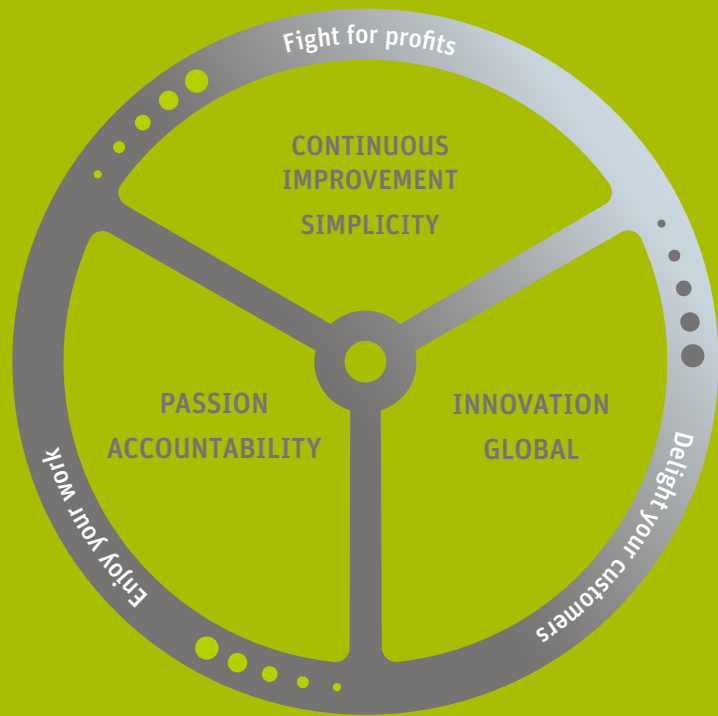 Fight for profits
CONTINUOUS
IMPROVEMENT
SIMPLICITY
PASSION
ACCOUNTABILITY
INNOVATION
GLOBAL
Enjoy your work
Delight your customers